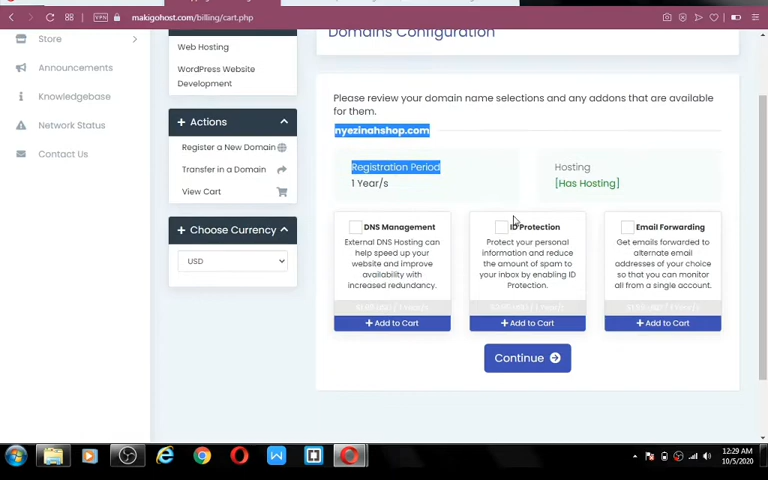 VPN
makigohost.com/billing/cart.php
Store
Announcements
Knowledgebase
Network Status
Contact Us
Web Hosting
WordPress Website
Development
Actions
Register a New Domain
Transfer in a Domain
View Cart
Choose Currency
USD
Domains Configuration
Please review your domain name selections and any addons that are available
for them.
nyezinahshop.com
Registration Period
1 Year/s
Hosting
[Has Hosting]
DNS Management
External DNS Hosting can
help speed up your
website and improve
availability with
increased redundancy.
+ Add to Cart
ID Protection
Protect your personal
information and reduce
the amount of spam to
your inbox by enabling ID
Protection.
+ Add to Cart
Email Forwarding
Get emails forwarded to
alternate email
addresses of your choice
so that you can monitor
all from a single account.
+ Add to Cart
Continue
12:29 AM
10/5/2020